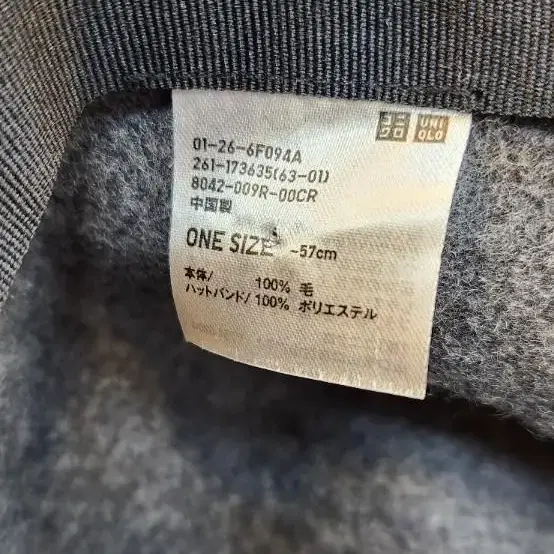 ユニクロ UNIQLO
01-26-6F094A
261-173635(63-01)
8042-009R-00CR
中国製
ONE SIZE -57cm
本体/ 100% 毛
ハットバンド/ 100% ポリエステル